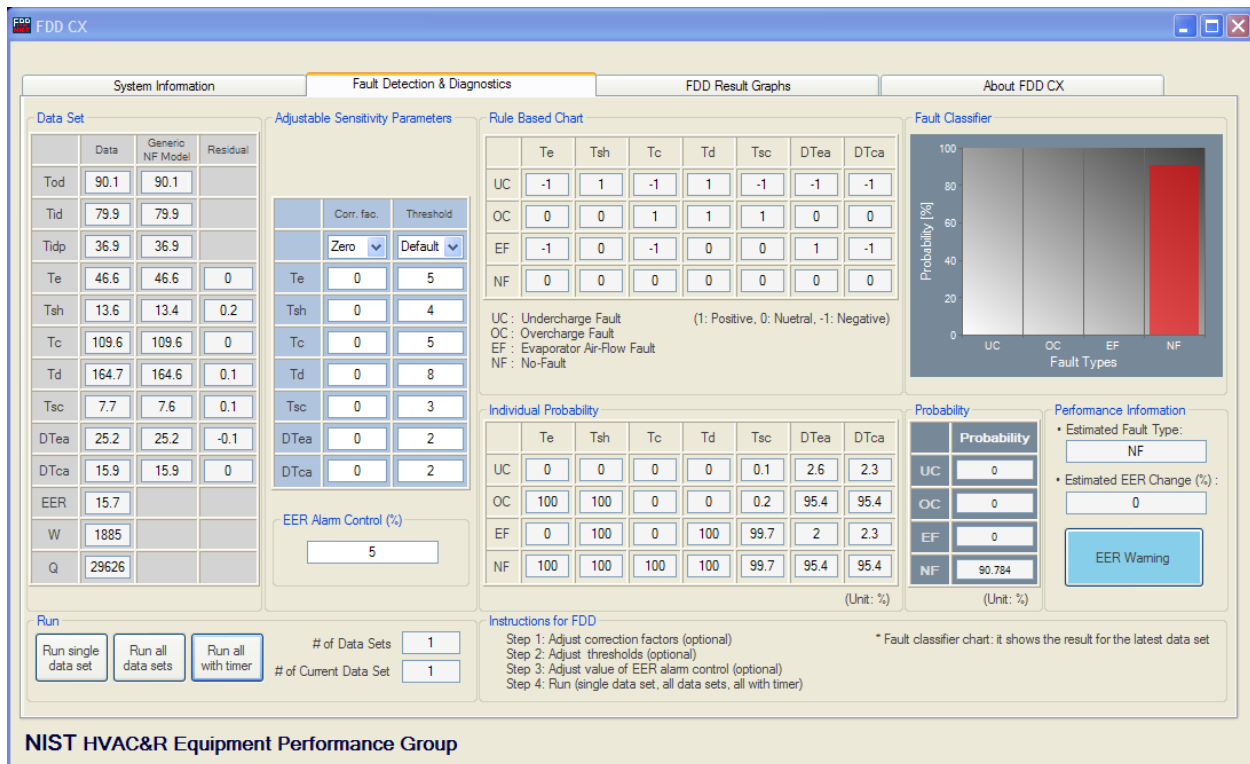 FDD CX
System Information Fault Detection & Diagnostics FDD Result Graphs About FDD CX
Data Set
Data Generic NF Model Residual
Tod 90.1 90.1
Tid 79.9 79.9
Tidp 36.9 36.9
Te 46.6 46.6 0
Tsh 13.6 13.4 0.2
Tc 109.6 109.6 0
Td 164.7 164.6 0.1
Tsc 7.7 7.6 0.1
DTea 25.2 25.2 -0.1
DTca 15.9 15.9 0
EER 15.7
W 1885
Q 29626
Adjustable Sensitivity Parameters
Corr. fac. Threshold
Zero Default
Te 0 5
Tsh 0 4
Tc 0 5
Td 0 8
Tsc 0 3
DTea 0 2
DTca 0 2
EER Alarm Control (%)
5
Rule Based Chart
Te Tsh Tc Td Tsc DTea DTca
UC -1 1 -1 1 -1 -1 -1
OC 0 0 1 1 1 0 0
EF -1 0 -1 0 0 1 -1
NF 0 0 0 0 0 0 0
UC : Undercharge Fault (1: Positive, 0: Nuetral, -1: Negative)
OC : Overcharge Fault
EF : Evaporator Air-Flow Fault
NF : No-Fault
Fault Classifier
Probability [%]
100
80
60
40
20
0
UC OC EF NF
Fault Types
Individual Probability
Te Tsh Tc Td Tsc DTea DTca
UC 0 0 0 0 0.1 2.6 2.3
OC 100 100 0 0 0.2 95.4 95.4
EF 0 100 0 100 99.7 2 2.3
NF 100 100 100 100 99.7 95.4 95.4
(Unit: %)
Probability
Probability
UC 0
OC 0
EF 0
NF 90.784
(Unit: %)
Performance Information
• Estimated Fault Type:
NF
• Estimated EER Change (%) :
0
EER Warning
Run
Run single data set
Run all data sets
Run all with timer
# of Data Sets 1
# of Current Data Set 1
Instructions for FDD
Step 1: Adjust correction factors (optional)
Step 2: Adjust thresholds (optional)
Step 3: Adjust value of EER alarm control (optional)
Step 4: Run (single data set, all data sets, all with timer)
* Fault classifier chart: it shows the result for the latest data set
NIST HVAC&R Equipment Performance Group